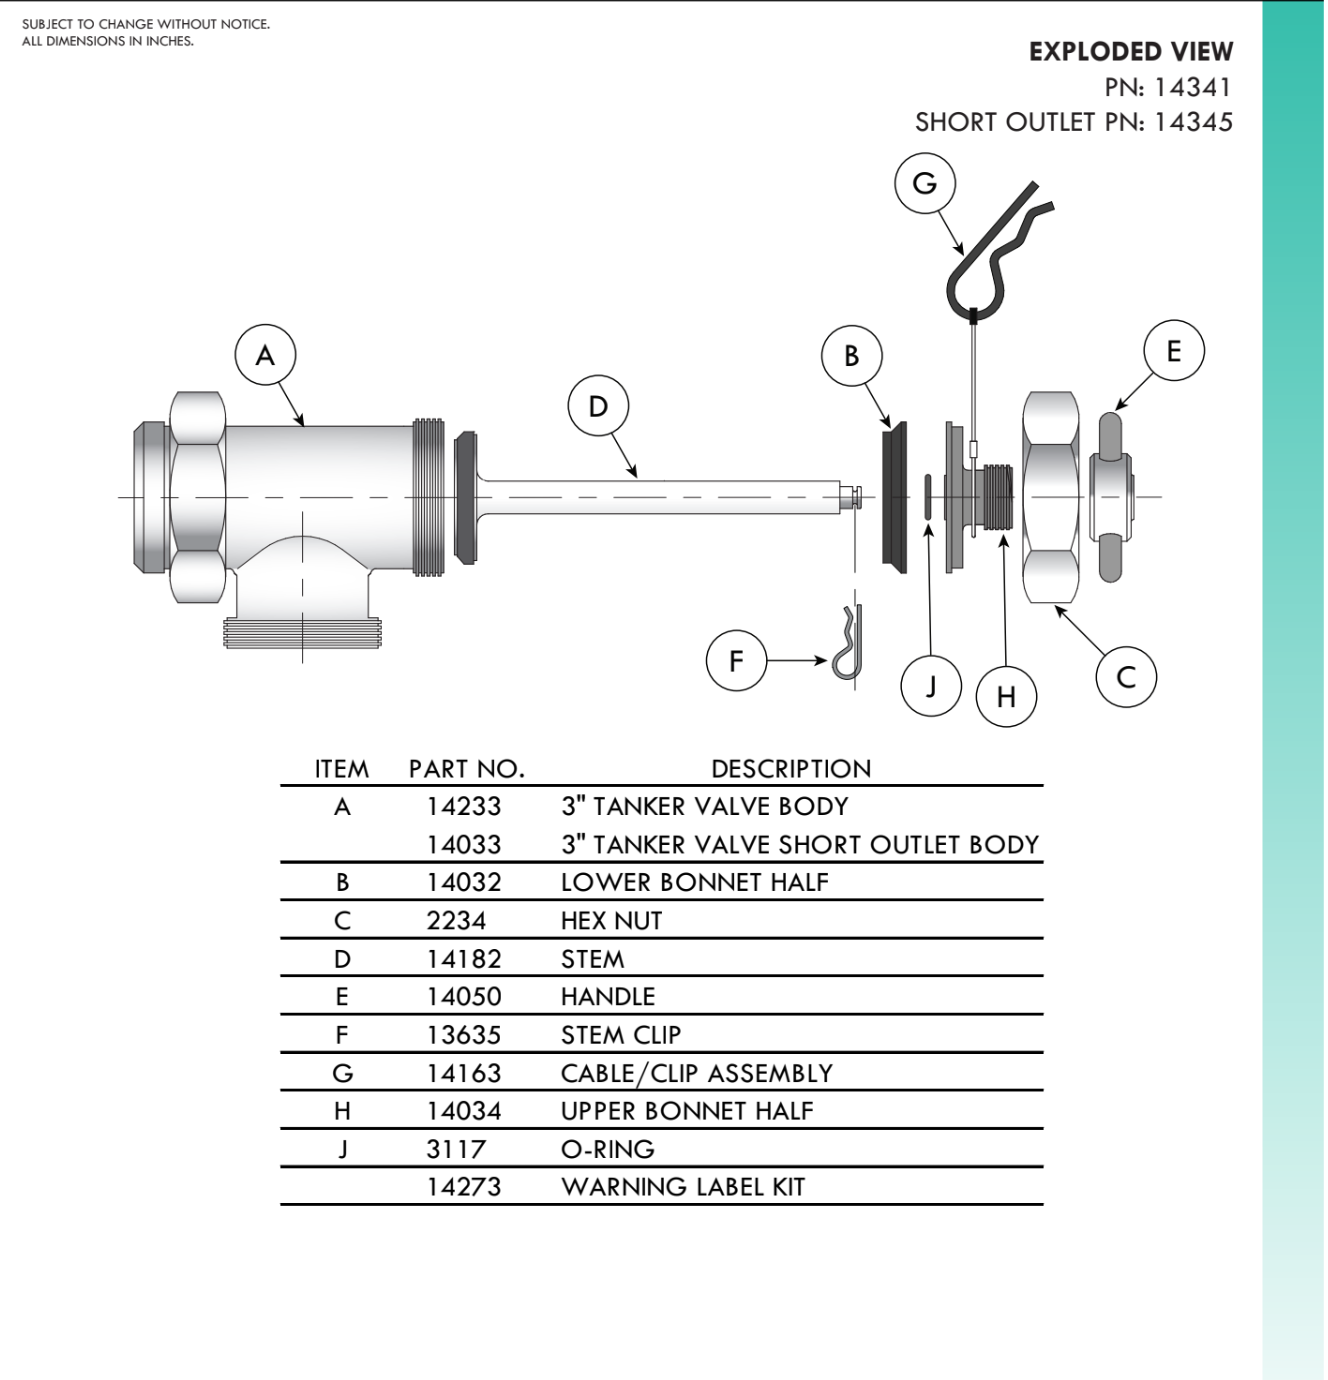 SUBJECT TO CHANGE WITHOUT NOTICE.
ALL DIMENSIONS IN INCHES.
EXPLODED VIEW
PN: 14341
SHORT OUTLET PN: 14345
G
A
B
E
D
F
J
H
C
ITEM PART NO. DESCRIPTION
A 14233 3" TANKER VALVE BODY
14033 3" TANKER VALVE SHORT OUTLET BODY
B 14032 LOWER BONNET HALF
C 2234 HEX NUT
D 14182 STEM
E 14050 HANDLE
F 13635 STEM CLIP
G 14163 CABLE/CLIP ASSEMBLY
H 14034 UPPER BONNET HALF
J 3117 O-RING
14273 WARNING LABEL KIT